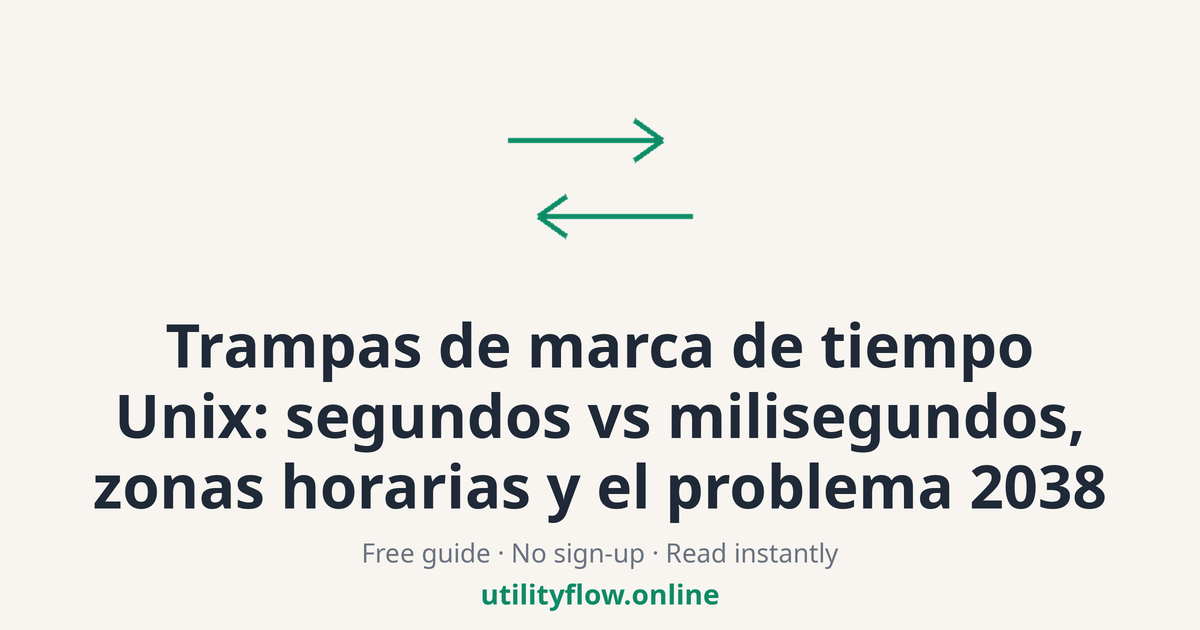 Trampas de marca de tiempo
Unix: segundos vs milisegundos,
zonas horarias y el problema 2038
Free guide · No sign-up · Read instantly
utilityflow.online